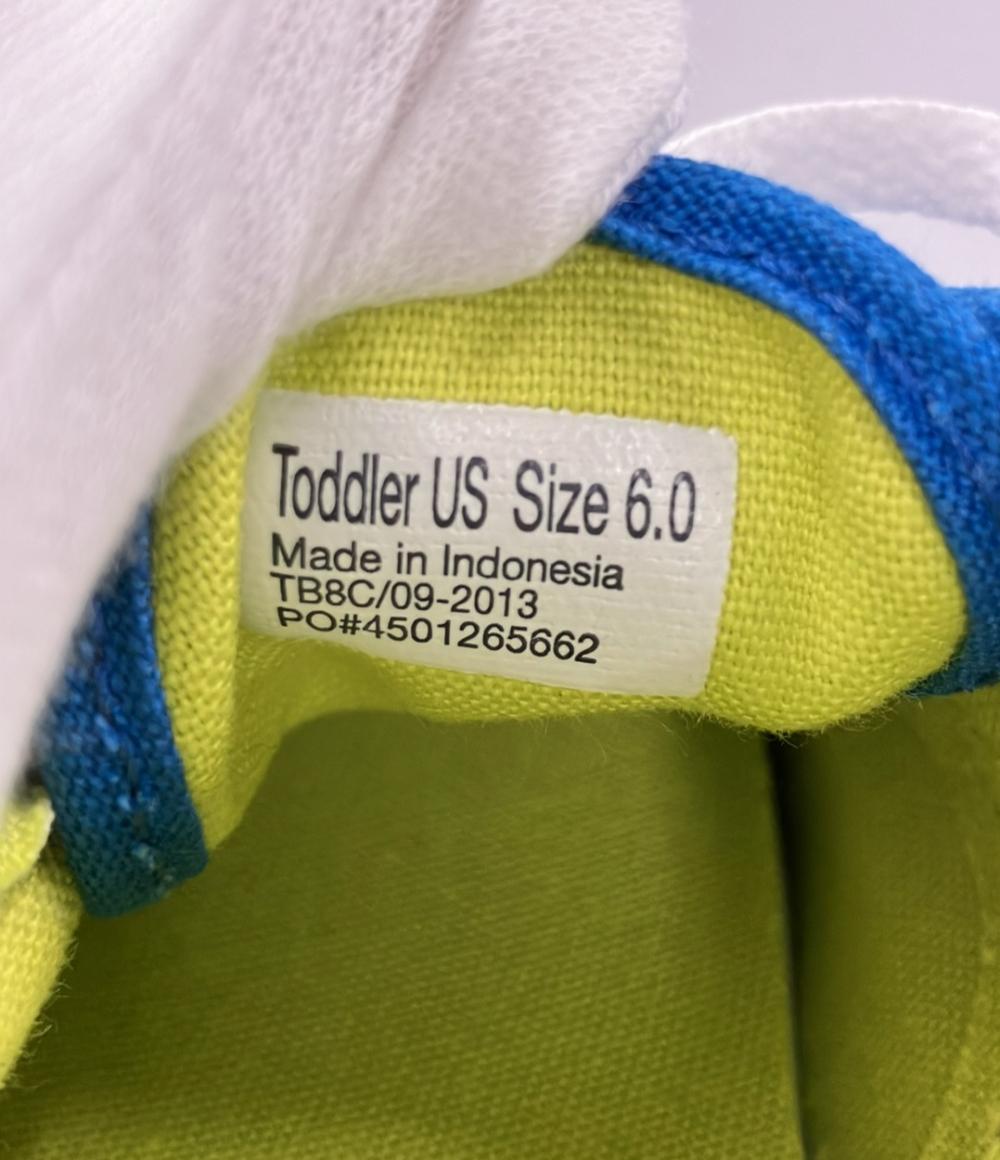 Toddler US Size 6.0
Made in Indonesia
TB8C/09-2013
PO#4501265662